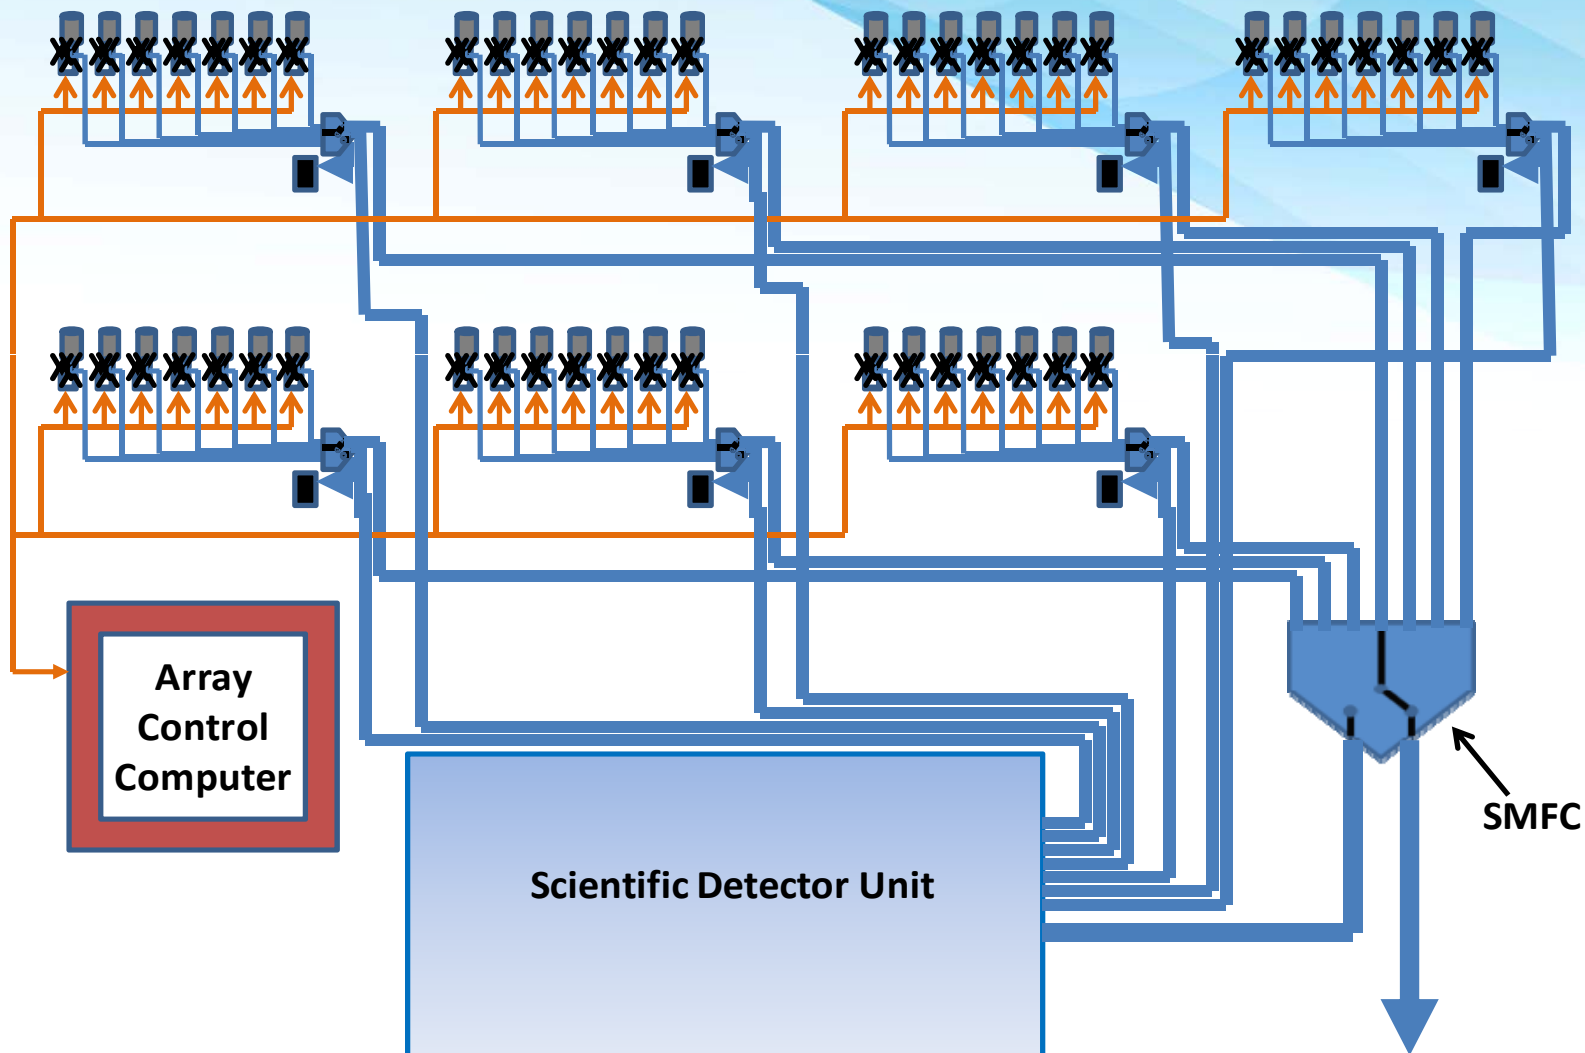 Array
Control
Computer
SMFC
Scientific Detector Unit